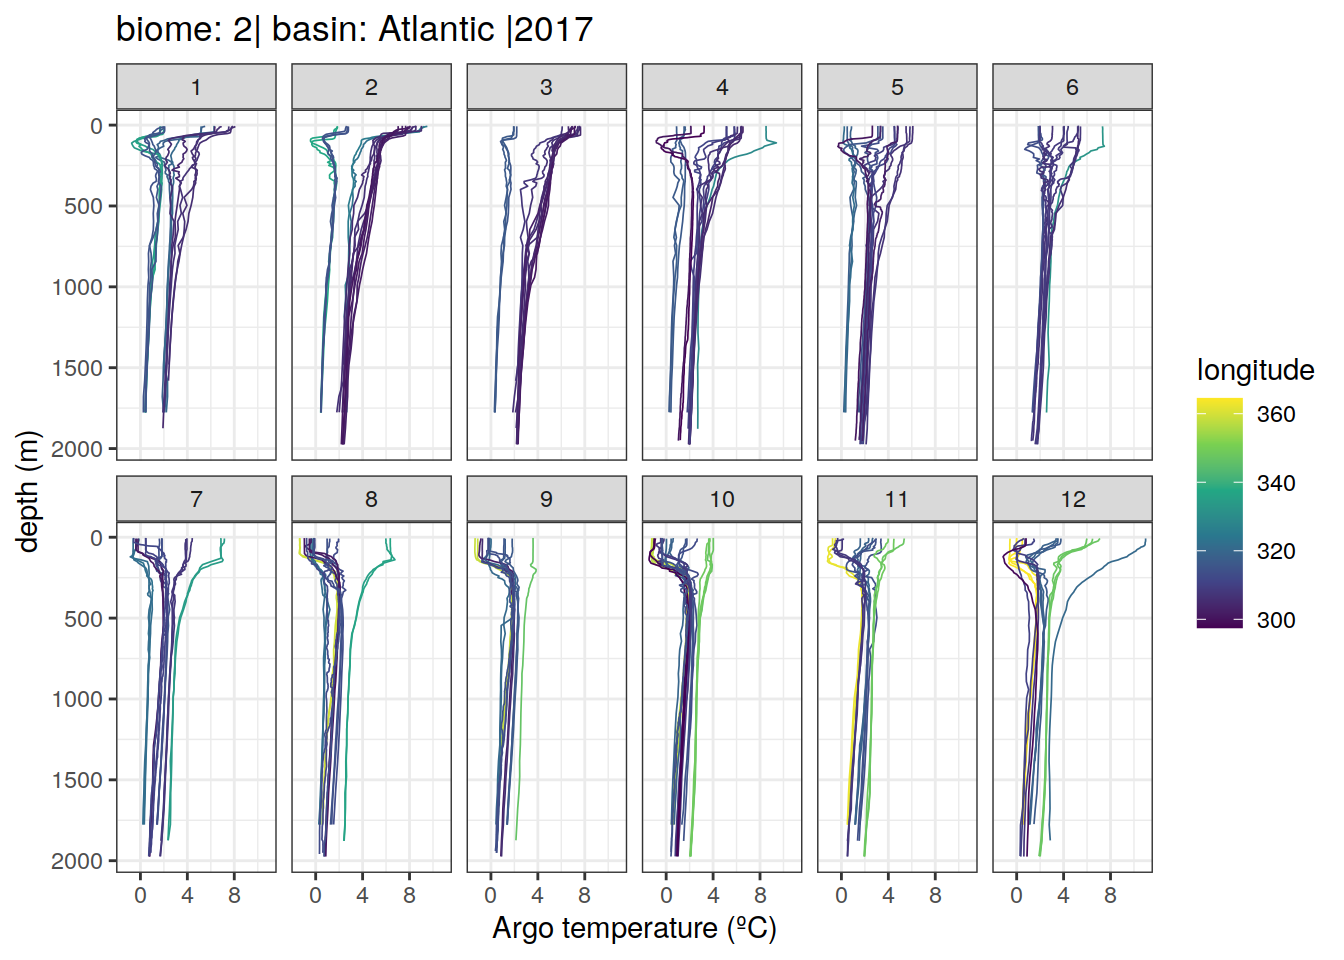 biome: 2| basin: Atlantic |2017
1 2 3 4 5 6
0
500
1000
1500
2000
7 8 9 10 11 12
0
500
1000
1500
2000
0 4 8 0 4 8 0 4 8 0 4 8 0 4 8 0 4 8
Argo temperature (ºC)
depth (m)
longitude
360
340
320
300